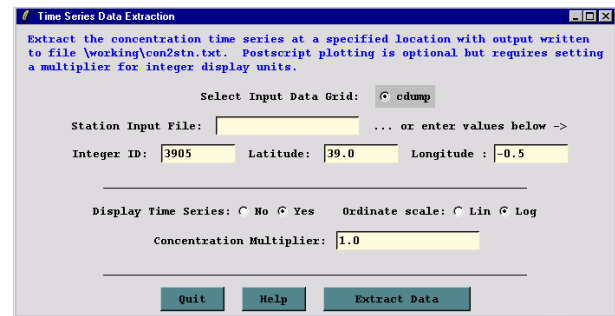 Time Series Data Extraction
Extract the concentration time series at a specified location with output written
to file \working\con2stn.txt. Postscript plotting is optional but requires setting
a multiplier for integer display units.
Select Input Data Grid: cdump
Station Input File: ... or enter values below ->
Integer ID: 3905 Latitude: 39.0 Longitude : -0.5
Display Time Series: No Yes Ordinate scale: Lin Log
Concentration Multiplier: 1.0
Quit Help Extract Data